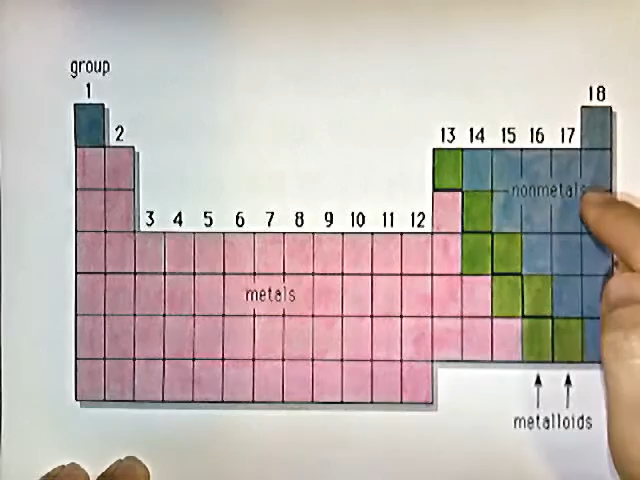 group
1
18
2
13 14 15 16 17
nonmetals
3 4 5 6 7 8 9 10 11 12
metals
metalloids